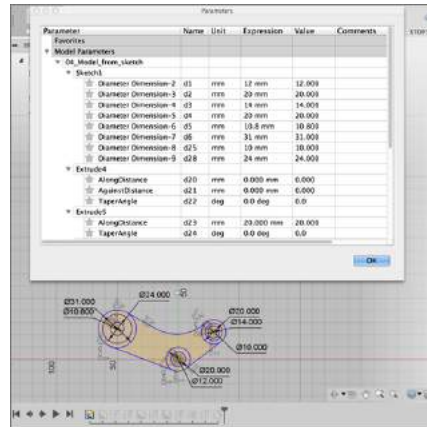 Parameters
Parameter Name Unit Expression Value Comments
Favorites
Model Parameters
04_Model_from_sketch
Sketch1
Diameter Dimension-2 d1 mm 12 mm 12.000
Diameter Dimension-3 d2 mm 20 mm 20.000
Diameter Dimension-4 d3 mm 14 mm 14.000
Diameter Dimension-5 d4 mm 20 mm 20.000
Diameter Dimension-6 d5 mm 10.8 mm 10.800
Diameter Dimension-7 d6 mm 31 mm 31.000
Diameter Dimension-8 d25 mm 10 mm 10.000
Diameter Dimension-9 d28 mm 24 mm 24.000
Extrude4
AlongDistance d20 mm 0.000 mm 0.000
AgainstDistance d21 mm 0.000 mm 0.000
TaperAngle d22 deg 0.0 deg 0.0
Extrude5
AlongDistance d23 mm 20.000 mm 20.000
TaperAngle d24 deg 0.0 deg 0.0
OK
Ø31.000
Ø24.000
50
Ø10.800
Ø20.000
Ø14.000
Ø10.000
100
50
Ø20.000
Ø12.000